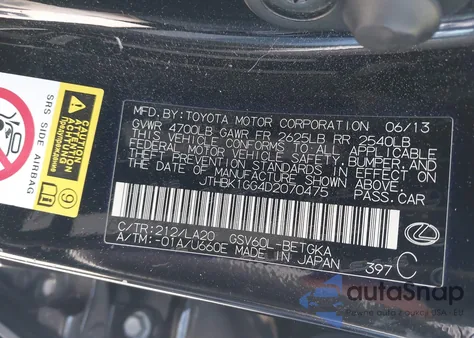 MFD.BY:TOYOTA MOTOR CORPORATION 06/13
GVWR 4700LB GAWR FR 2625LB RR 2540LB
THIS VEHICLE CONFORMS TO ALL APPLICABLE
FEDERAL MOTOR VEHICLE SAFETY, BUMPER, AND
THEFT PREVENTION STANDARDS IN EFFECT ON
THE DATE OF MANUFACTURE SHOWN ABOVE.
JTHBK1GG4D2070475 PASS.CAR
C/TR:212/LA20 GSV60L-BETGKA
A/TM:-01A/U660E MADE IN JAPAN 397 C
SRS SIDE AIRBAG
ATTENTION
ACHTUNG
9
autoSnap